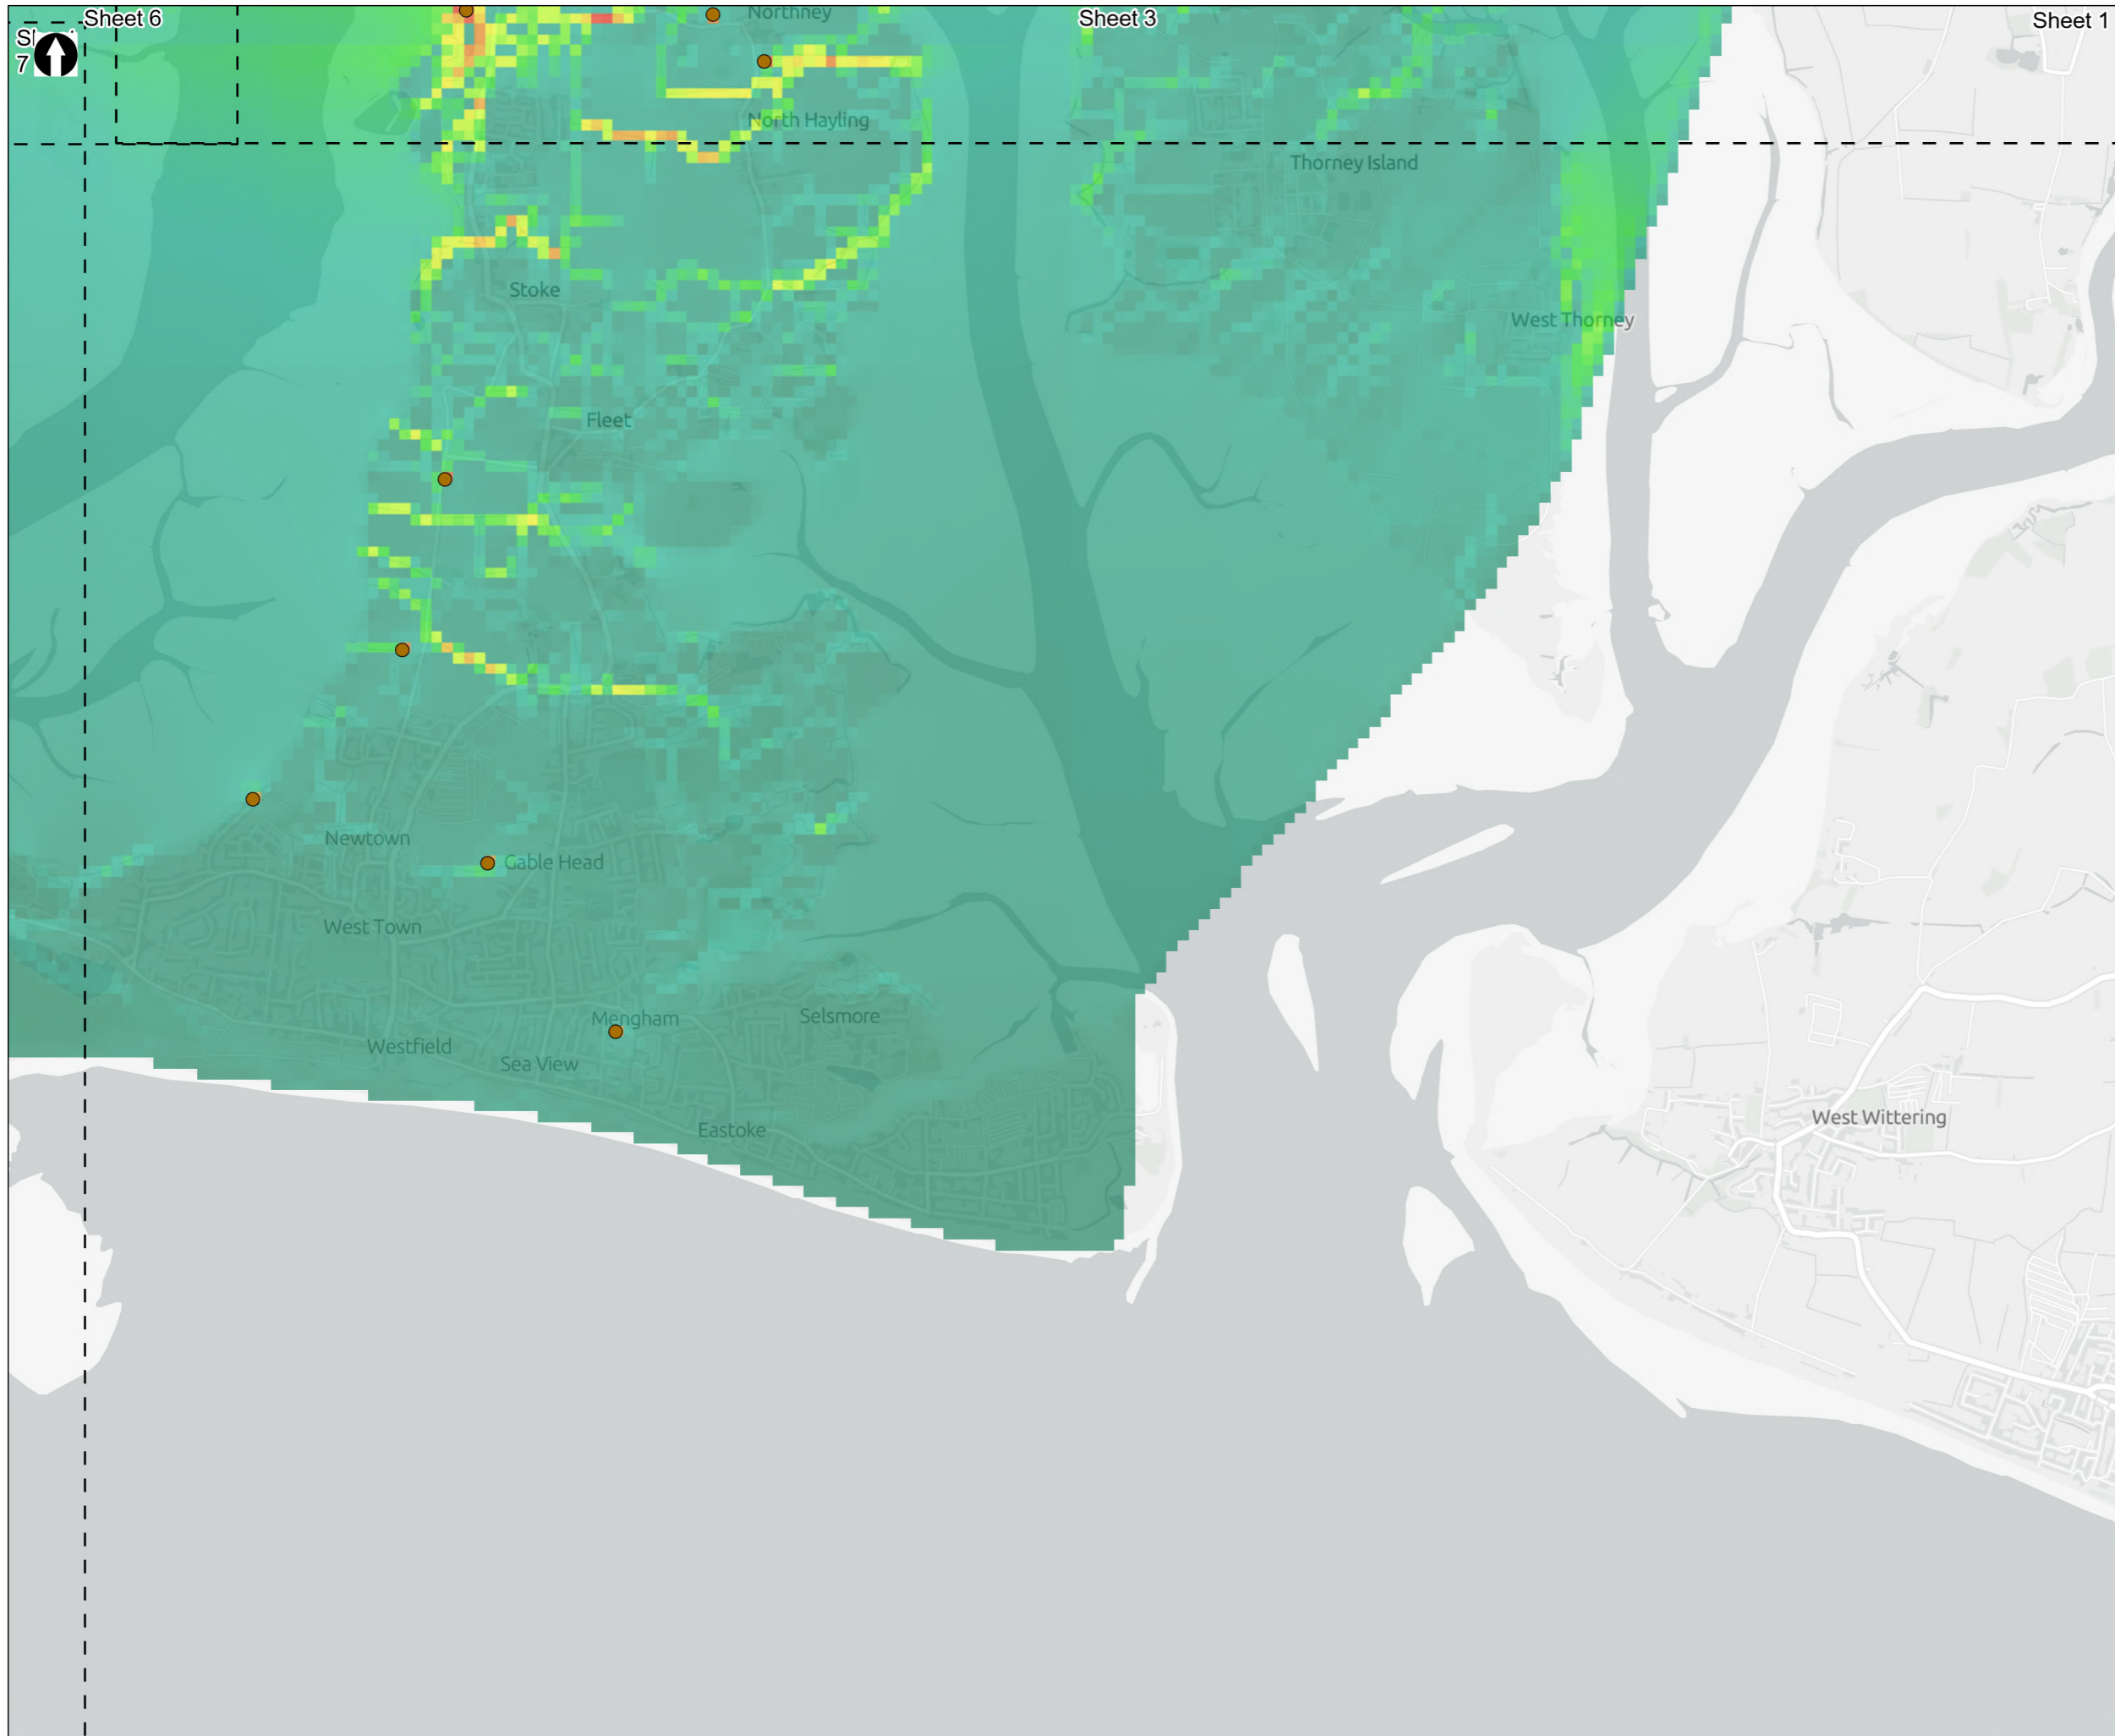 Sheet 6
Sheet 3
Sheet 1
7
Northney
North Hayling
Thorney Island
Stoke
West Thorney
Fleet
Newtown
Gable Head
West Town
Mengham
Selsmore
Westfield
Sea View
Eastoke
West Wittering